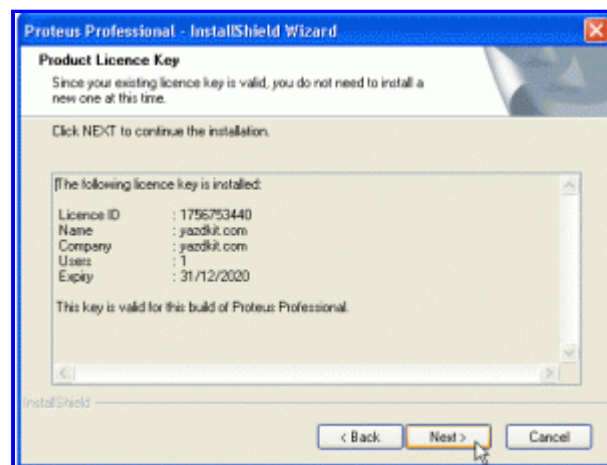 Proteus Professional - InstallShield Wizard
Product Licence Key
Since your existing licence key is valid, you do not need to install a
new one at this time.
Click NEXT to continue the installation.
The following licence key is installed:
Licence ID : 1756753440
Name : yazdkit.com
Company : yazdkit.com
Users : 1
Expiry : 31/12/2020
This key is valid for this build of Proteus Professional.
InstallShield
< Back
Next >
Cancel